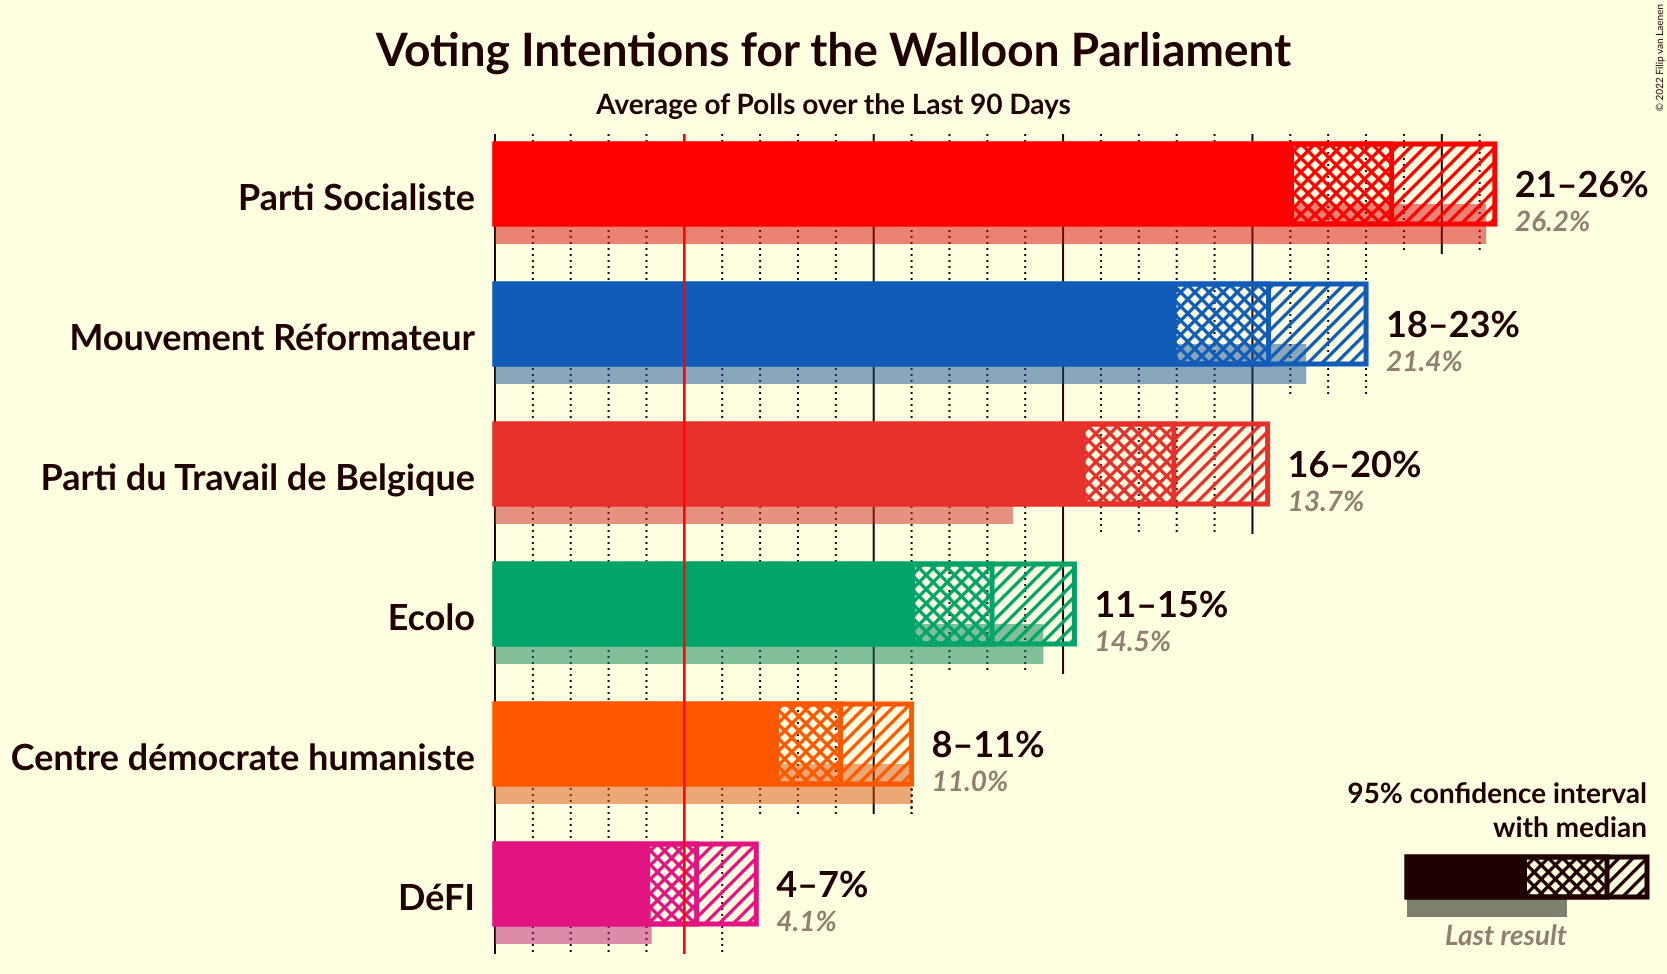 Voting Intentions for the Walloon Parliament
Average of Polls over the Last 90 Days
© 2022 Filip van Laenen
Parti Socialiste
21–26%
26.2%
Mouvement Réformateur
18–23%
21.4%
Parti du Travail de Belgique
16–20%
13.7%
Ecolo
11–15%
14.5%
Centre démocrate humaniste
8–11%
11.0%
DéFI
4–7%
4.1%
95% confidence interval
with median
Last result